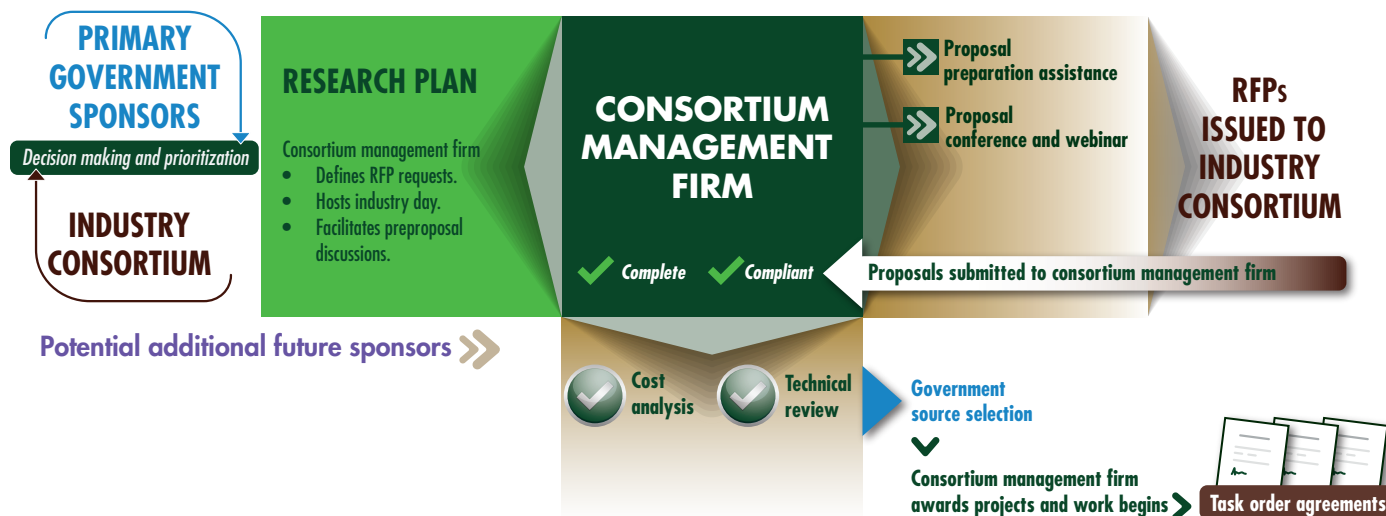 PRIMARY
GOVERNMENT
SPONSORS
Decision making and prioritization
INDUSTRY
CONSORTIUM
Potential additional future sponsors
RESEARCH PLAN
Consortium management firm
• Defines RFP requests.
• Hosts industry day.
• Facilitates preproposal
discussions.
CONSORTIUM
MANAGEMENT
FIRM
Complete
Compliant
Proposal
preparation assistance
Proposal
conference and webinar
RFPs
ISSUED TO
INDUSTRY
CONSORTIUM
Proposals submitted to consortium management firm
Cost
analysis
Technical
review
Government
source selection
Consortium management firm
awards projects and work begins
Task order agreements